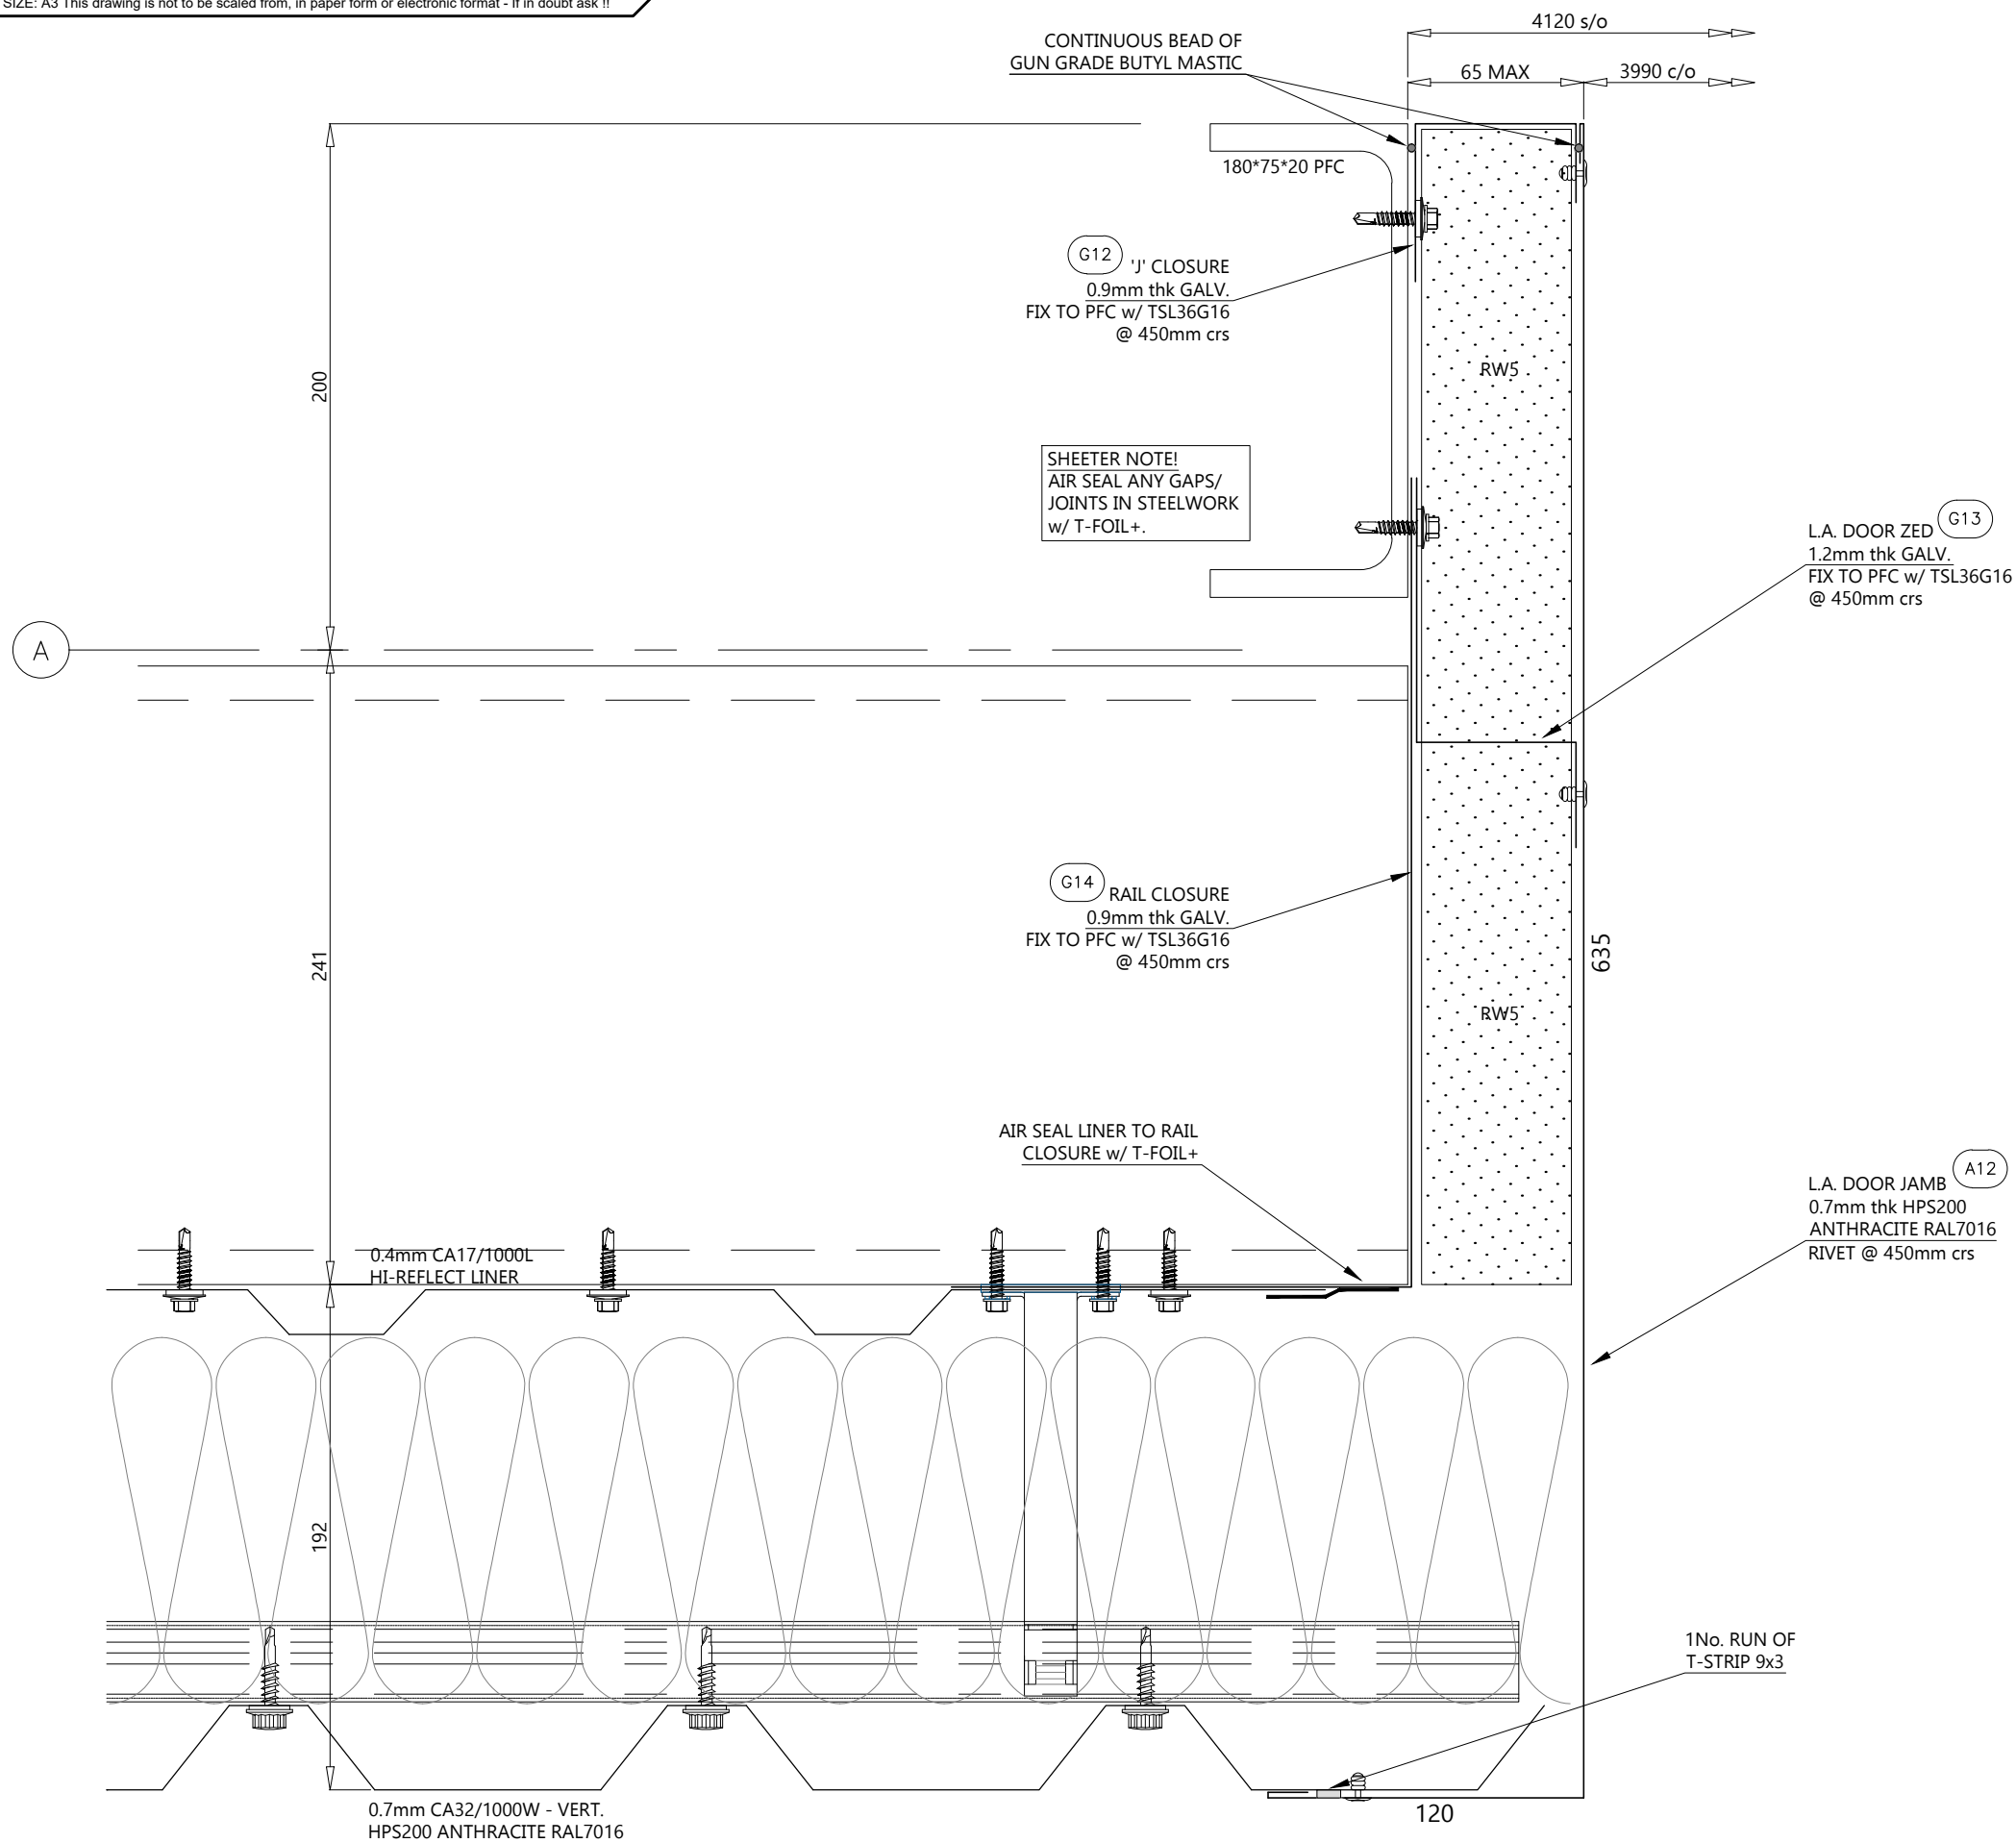 SIZE: A3 This drawing is not to be scaled from, in paper form or electronic format - If in doubt ask !!
4120 s/o
CONTINUOUS BEAD OF
GUN GRADE BUTYL MASTIC
65 MAX
3990 c/o
180*75*20 PFC
G12
'J' CLOSURE
0.9mm thk GALV.
FIX TO PFC w/ TSL36G16
@ 450mm crs
RW5
200
SHEETER NOTE!
AIR SEAL ANY GAPS/
JOINTS IN STEELWORK
w/ T-FOIL+.
G13
L.A. DOOR ZED
1.2mm thk GALV.
FIX TO PFC w/ TSL36G16
@ 450mm crs
A
G14
RAIL CLOSURE
0.9mm thk GALV.
FIX TO PFC w/ TSL36G16
@ 450mm crs
241
635
RW5
AIR SEAL LINER TO RAIL
CLOSURE w/ T-FOIL+
A12
L.A. DOOR JAMB
0.7mm thk HPS200
ANTHRACITE RAL7016
RIVET @ 450mm crs
0.4mm CA17/1000L
HI-REFLECT LINER
192
1No. RUN OF
T-STRIP 9x3
120
0.7mm CA32/1000W - VERT.
HPS200 ANTHRACITE RAL7016